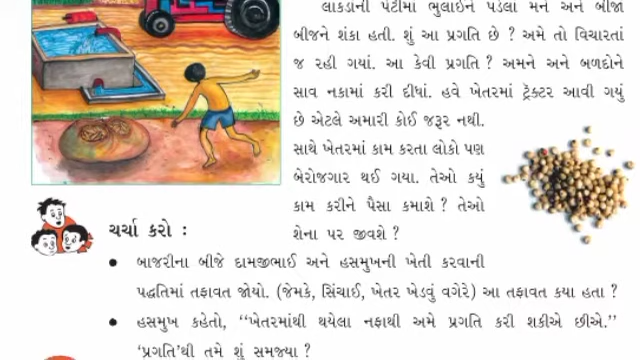 લાકડાની પેટીમાં ભુલાઈને પડેલા મને અને બીજાં
બીજને શંકા હતી. શું આ પ્રગતિ છે ? અમે તો વિચારતાં
જ રહી ગયાં. આ કેવી પ્રગતિ ? અમને અને બળદોને
સાવ નકામાં કરી દીધાં. હવે ખેતરમાં ટ્રૅક્ટર આવી ગયું
છે એટલે અમારી કોઈ જરૂર નથી.
સાથે ખેતરમાં કામ કરતા લોકો પણ
બેરોજગાર થઈ ગયા. તેઓ કયું
કામ કરીને પૈસા કમાશે ? તેઓ
શેના પર જીવશે ?
ચર્ચા કરો :
• બાજરીના બીજે દામજીભાઈ અને હસમુખની ખેતી કરવાની
પદ્ધતિમાં તફાવત જોયો. (જેમકે, સિંચાઈ, ખેતર ખેડવું વગેરે) આ તફાવત કયા હતા ?
• હસમુખ કહેતો, ‘‘ખેતરમાંથી થયેલા નફાથી અમે પ્રગતિ કરી શકીએ છીએ.’’
‘પ્રગતિ’થી તમે શું સમજ્યા ?